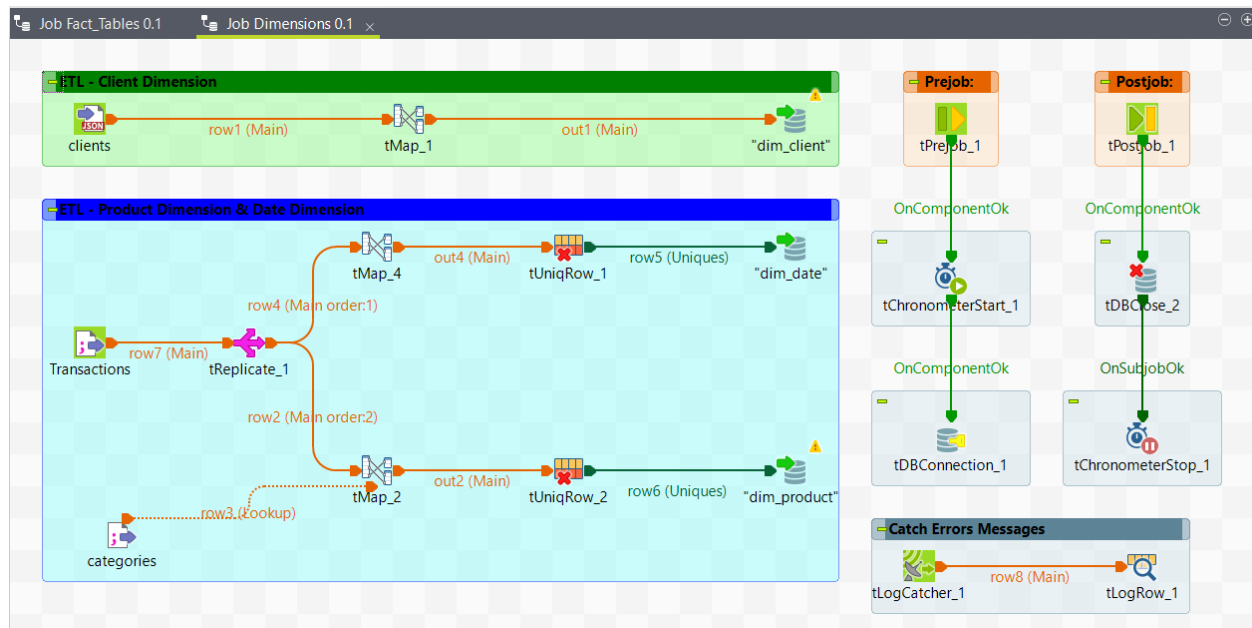 Job Fact_Tables 0.1
Job Dimensions 0.1
ETL - Client Dimension
JSON
clients
row1 (Main)
tMap_1
out1 (Main)
"dim_client"
ETL - Product Dimension & Date Dimension
Transactions
row7 (Main)
tReplicate_1
row4 (Main order:1)
tMap_4
out4 (Main)
tUniqRow_1
row5 (Uniques)
"dim_date"
row2 (Main order:2)
tMap_2
out2 (Main)
tUniqRow_2
row6 (Uniques)
"dim_product"
row3 (Lookup)
categories
Prejob:
tPrejob_1
OnComponentOk
tChronometerStart_1
OnComponentOk
tDBConnection_1
Postjob:
tPostjob_1
OnComponentOk
tDBClose_2
OnSubjobOk
tChronometerStop_1
Catch Errors Messages
tLogCatcher_1
row8 (Main)
tLogRow_1